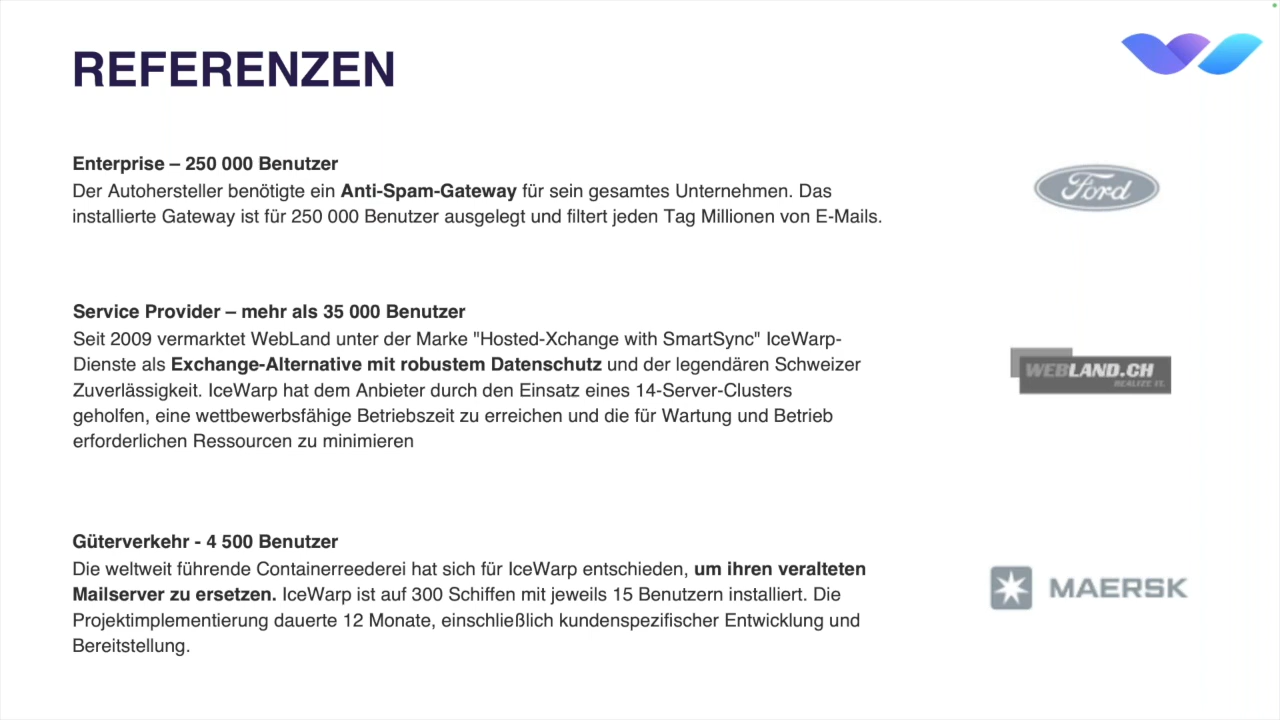 REFERENZEN
Enterprise – 250 000 Benutzer
Der Autohersteller benötigte ein Anti-Spam-Gateway für sein gesamtes Unternehmen. Das
installierte Gateway ist für 250 000 Benutzer ausgelegt und filtert jeden Tag Millionen von E-Mails.
Ford
Service Provider – mehr als 35 000 Benutzer
Seit 2009 vermarktet WebLand unter der Marke "Hosted-Xchange with SmartSync" IceWarp-
Dienste als Exchange-Alternative mit robustem Datenschutz und der legendären Schweizer
Zuverlässigkeit. IceWarp hat dem Anbieter durch den Einsatz eines 14-Server-Clusters
geholfen, eine wettbewerbsfähige Betriebszeit zu erreichen und die für Wartung und Betrieb
erforderlichen Ressourcen zu minimieren
WEBLAND.CH
REALIZE IT.
Güterverkehr - 4 500 Benutzer
Die weltweit führende Containerreederei hat sich für IceWarp entschieden, um ihren veralteten
Mailserver zu ersetzen. IceWarp ist auf 300 Schiffen mit jeweils 15 Benutzern installiert. Die
Projektimplementierung dauerte 12 Monate, einschließlich kundenspezifischer Entwicklung und
Bereitstellung.
MAERSK